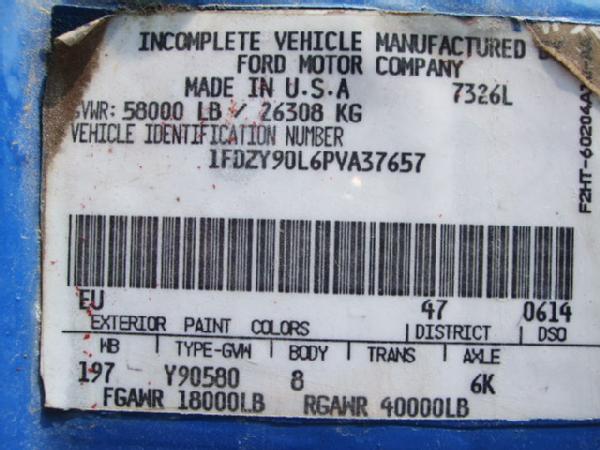 INCOMPLETE VEHICLE MANUFACTURED
FORD MOTOR COMPANY
MADE IN U.S.A 7326L
GVWR: 58000 LB / 26308 KG
VEHICLE IDENTIFICATION NUMBER
1FDZY90L6PVA37657
EU 47 0614
EXTERIOR PAINT COLORS DISTRICT DSO
WB TYPE-GVW BODY TRANS AXLE
197 Y90580 8 6K
FGAWR 18000LB RGAWR 40000LB